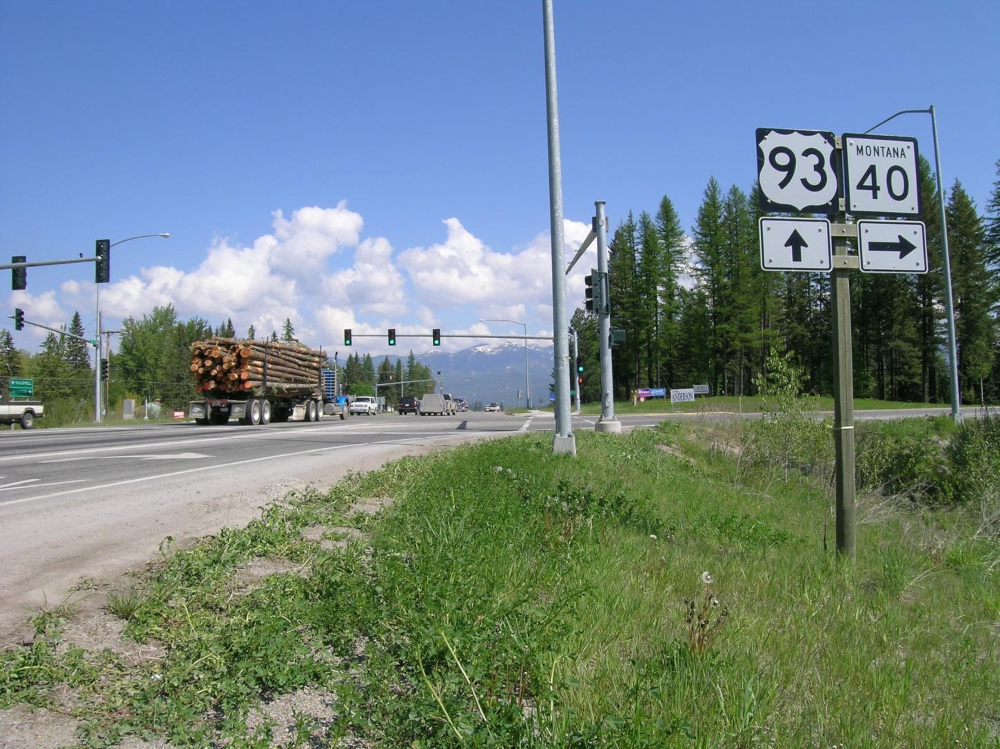 93
MONTANA
40
KALISPELL
ANDERSON